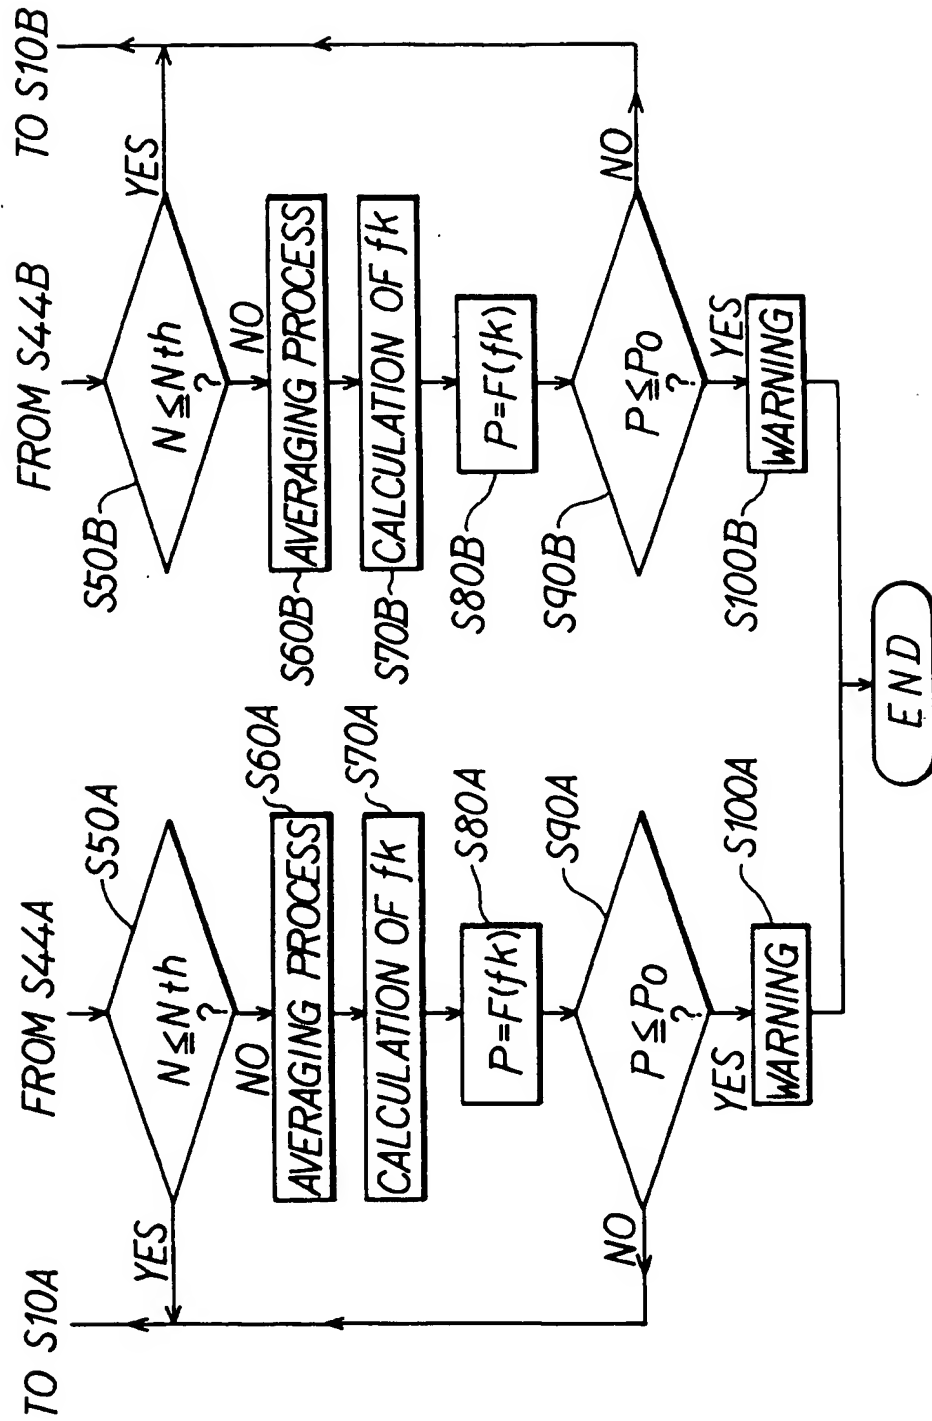 TO S10A
FROM S44A
FROM S44B
TO S10B
S50A
N≦Nth
?
YES
NO
S50B
N≦Nth
?
YES
NO
AVERAGING PROCESS
S60A
S60B
AVERAGING PROCESS
CALCULATION OF fk
S70A
S70B
CALCULATION OF fk
P=F(fk)
S80A
S80B
P=F(fk)
S90A
P≦P0
?
NO
YES
S90B
P≦P0
?
NO
YES
WARNING
S100A
S100B
WARNING
END